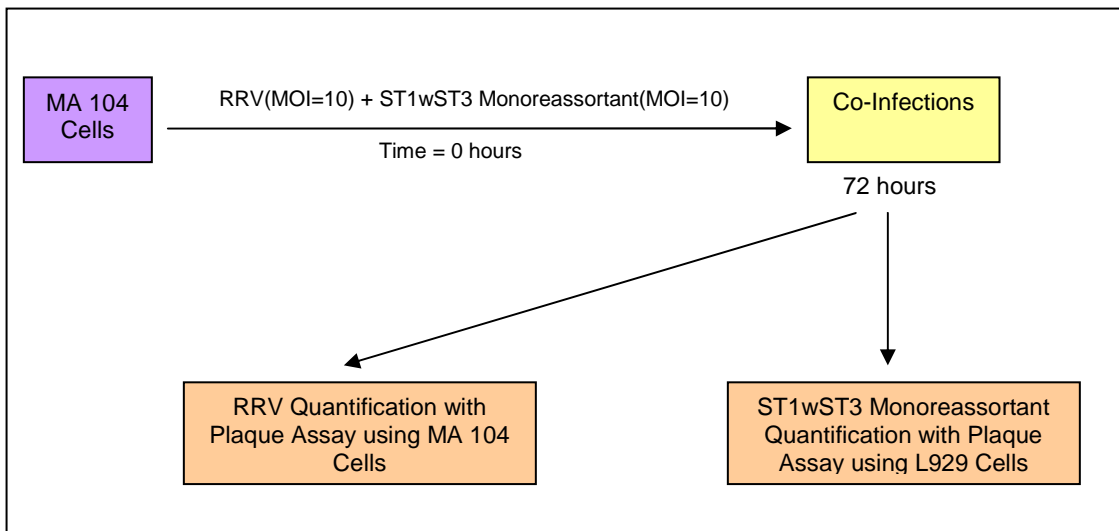 MA 104
Cells
RRV(MOI=10) + ST1wST3 Monoreassortant(MOI=10)
Time = 0 hours
Co-Infections
72 hours
RRV Quantification with
Plaque Assay using MA 104
Cells
ST1wST3 Monoreassortant
Quantification with Plaque
Assay using L929 Cells